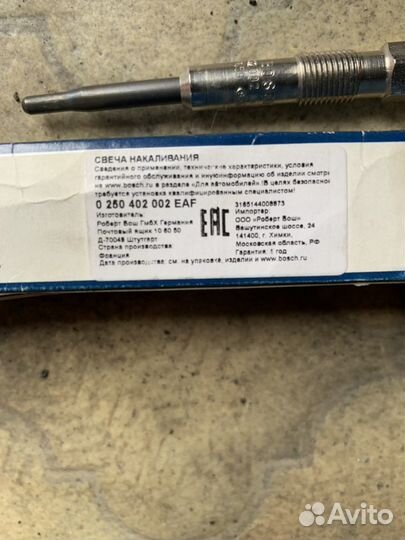 BOSCH
СВЕЧА НАКАЛИВАНИЯ
Сведения о применении, технические характеристики, условия
гарантийного обслуживания и иную информацию об изделии смотр
на www.bosch.ru в разделе «Для автомобилей». В целях безопаснос
требуется установка квалифицированным специалистом!
0 250 402 002 EAF
Изготовитель:
Роберт Бош ГмбХ Германия
Почтовый ящик 10 60 50
Д-70049 Штутгарт
Страна производства:
Франция
Дата производства: см. на упаковке, изделии и www.bosch.ru
EAC
3165144008873
Импортер:
ООО «Роберт Бош»
Вашутинское шоссе, 24
141400, г. Химки,
Московская область, РФ
Гарантия: 1 год
Avito